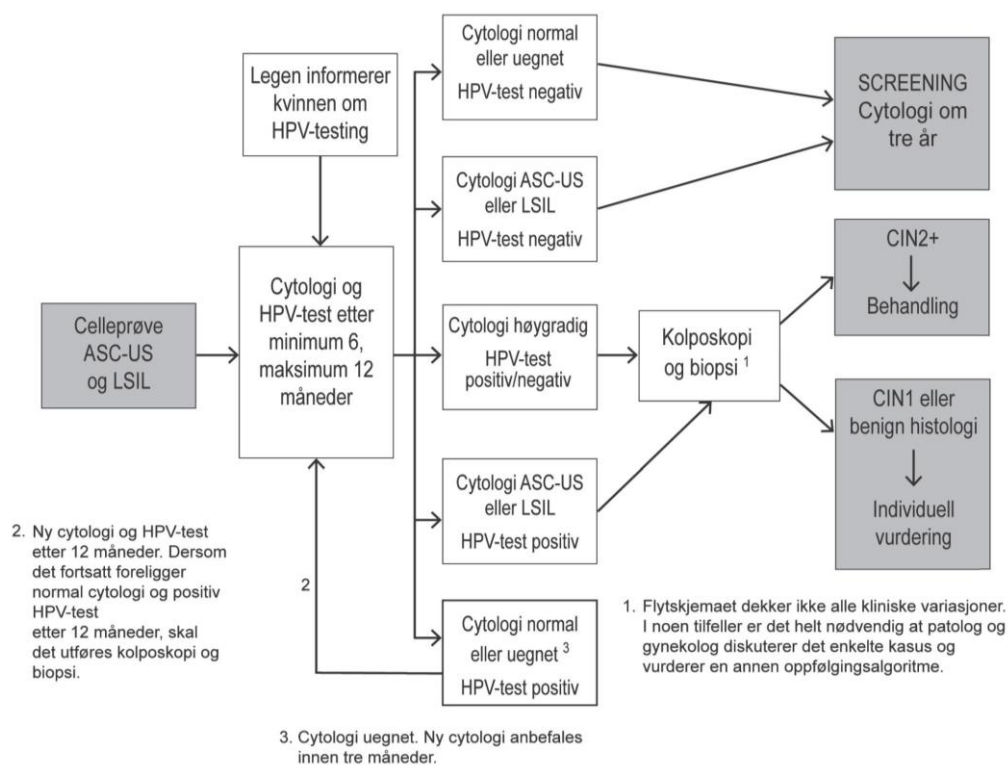 Legen informerer
kvinnen om
HPV-testing
Celleprøve
ASC-US
og LSIL
Cytologi og
HPV-test etter
minimum 6,
maksimum 12
måneder
Cytologi normal
eller uegnet
HPV-test negativ
Cytologi ASC-US
eller LSIL
HPV-test negativ
Cytologi høygradig
HPV-test
positiv/negativ
Cytologi ASC-US
eller LSIL
HPV-test positiv
Cytologi normal
eller uegnet 3
HPV-test positiv
2
Kolposkopi
og biopsi 1
SCREENING
Cytologi om
tre år
CIN2+
Behandling
CIN1 eller
benign histologi
Individuell
vurdering
2. Ny cytologi og HPV-test
etter 12 måneder. Dersom
det fortsatt foreligger
normal cytologi og positiv
HPV-test
etter 12 måneder, skal
det utføres kolposkopi og
biopsi.
1. Flytskjemaet dekker ikke alle kliniske variasjoner.
I noen tilfeller er det helt nødvendig at patolog og
gynekolog diskuterer det enkelte kasus og
vurderer en annen oppfølgingsalgoritme.
3. Cytologi uegnet. Ny cytologi anbefales
innen tre måneder.